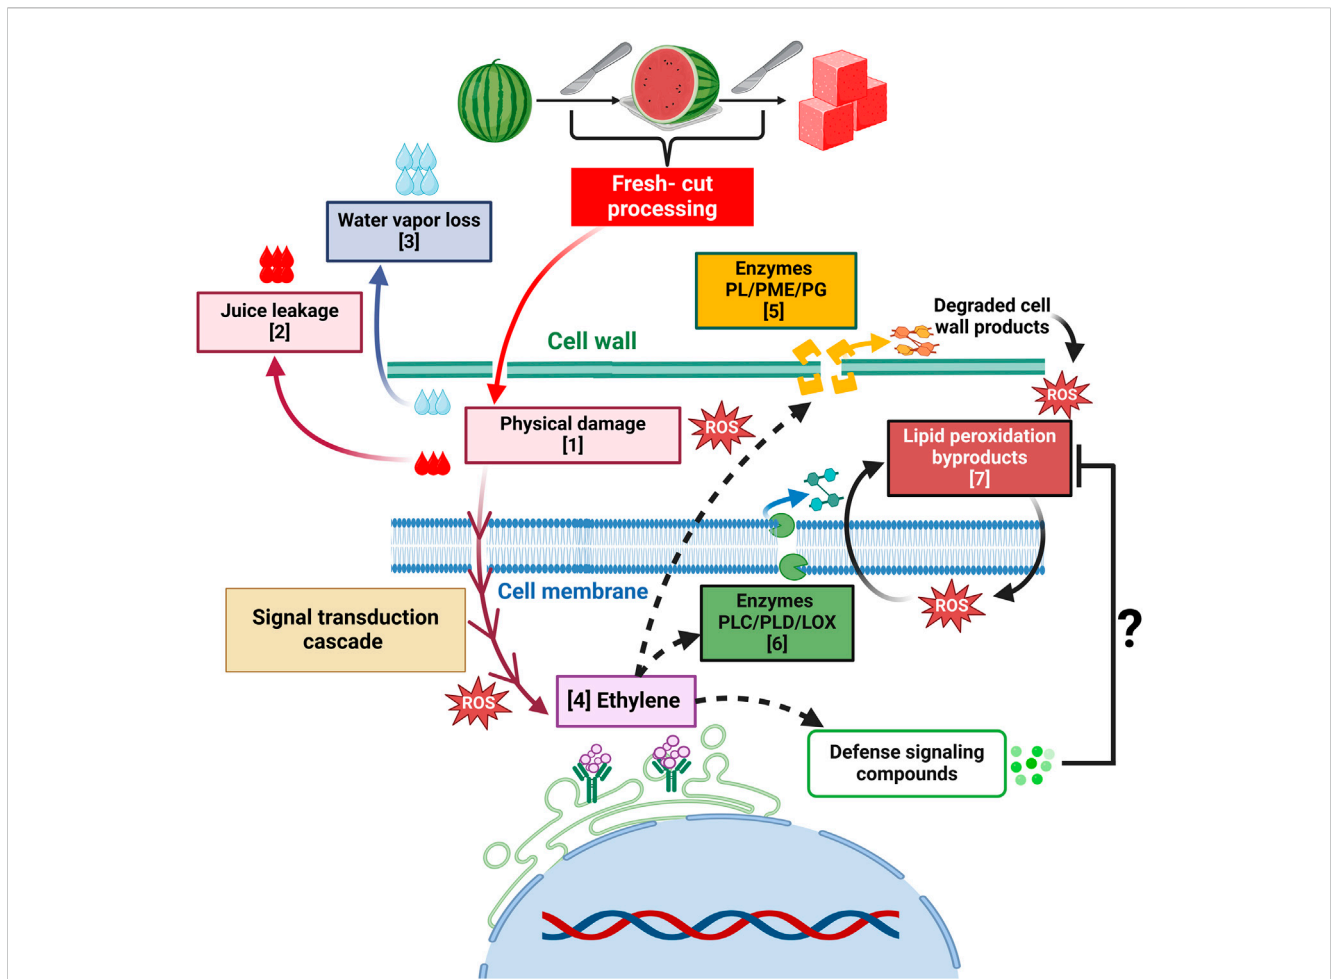 Fresh- cut
processing
Water vapor loss
[3]
Juice leakage
[2]
Enzymes
PL/PME/PG
[5]
Degraded cell
wall products
Cell wall
ROS
Physical damage
[1]
ROS
Lipid peroxidation
byproducts
[7]
Cell membrane
Enzymes
PLC/PLD/LOX
[6]
ROS
Signal transduction
cascade
?
ROS
[4] Ethylene
Defense signaling
compounds